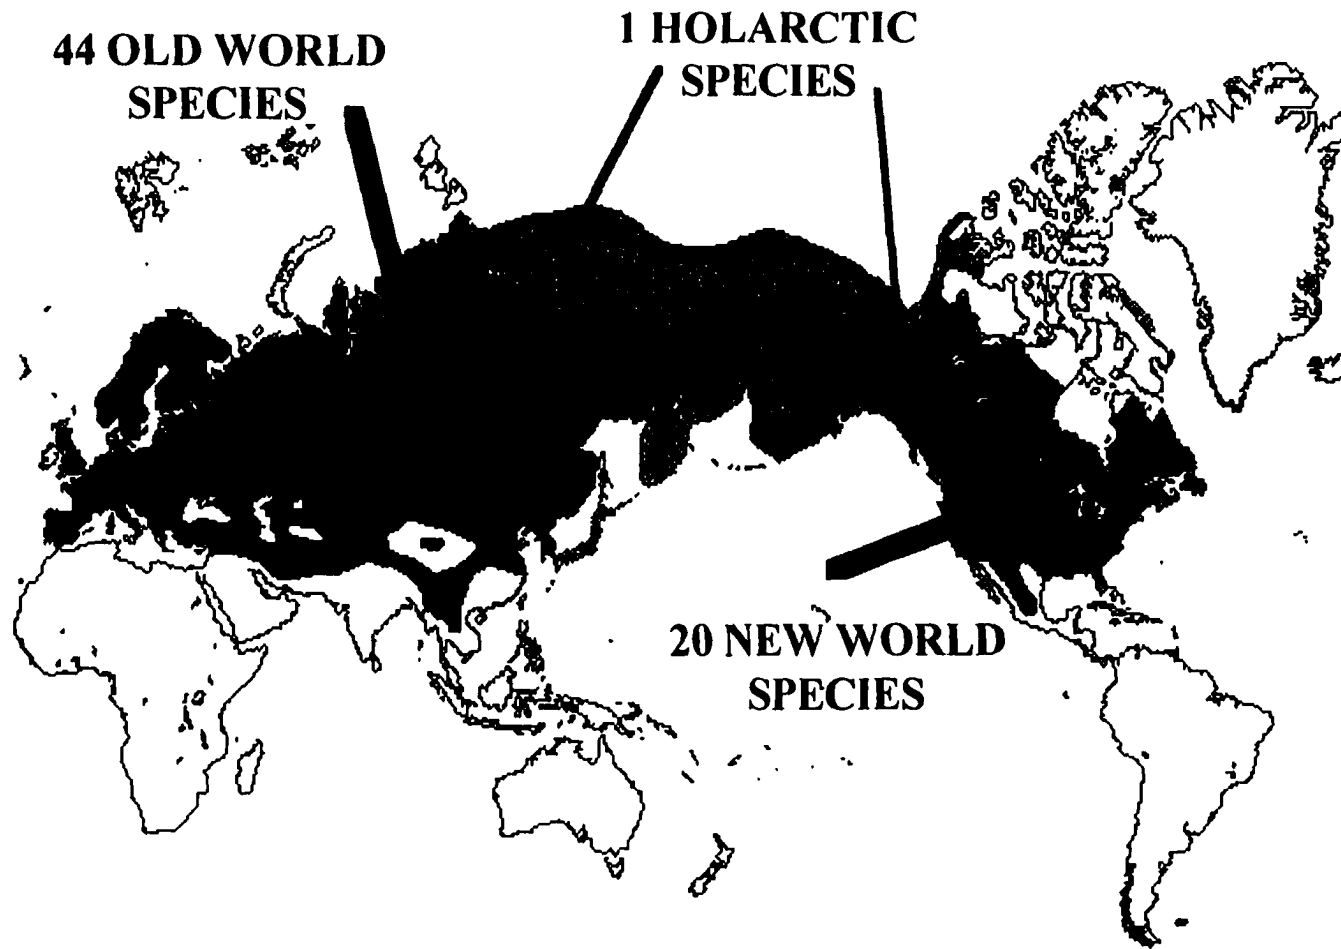 44 OLD WORLD
SPECIES
1 HOLARCTIC
SPECIES
20 NEW WORLD
SPECIES